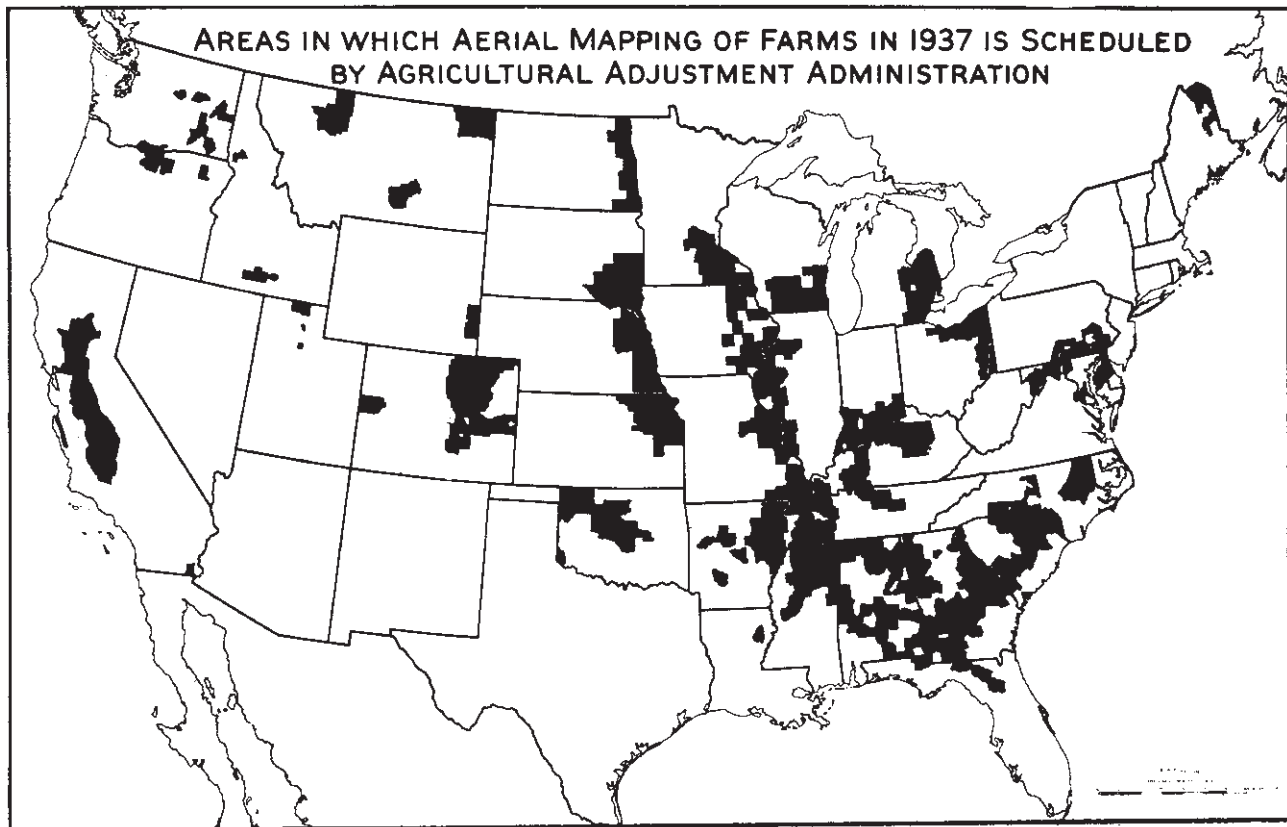 AREAS IN WHICH AERIAL MAPPING OF FARMS IN 1937 IS SCHEDULED
BY AGRICULTURAL ADJUSTMENT ADMINISTRATION